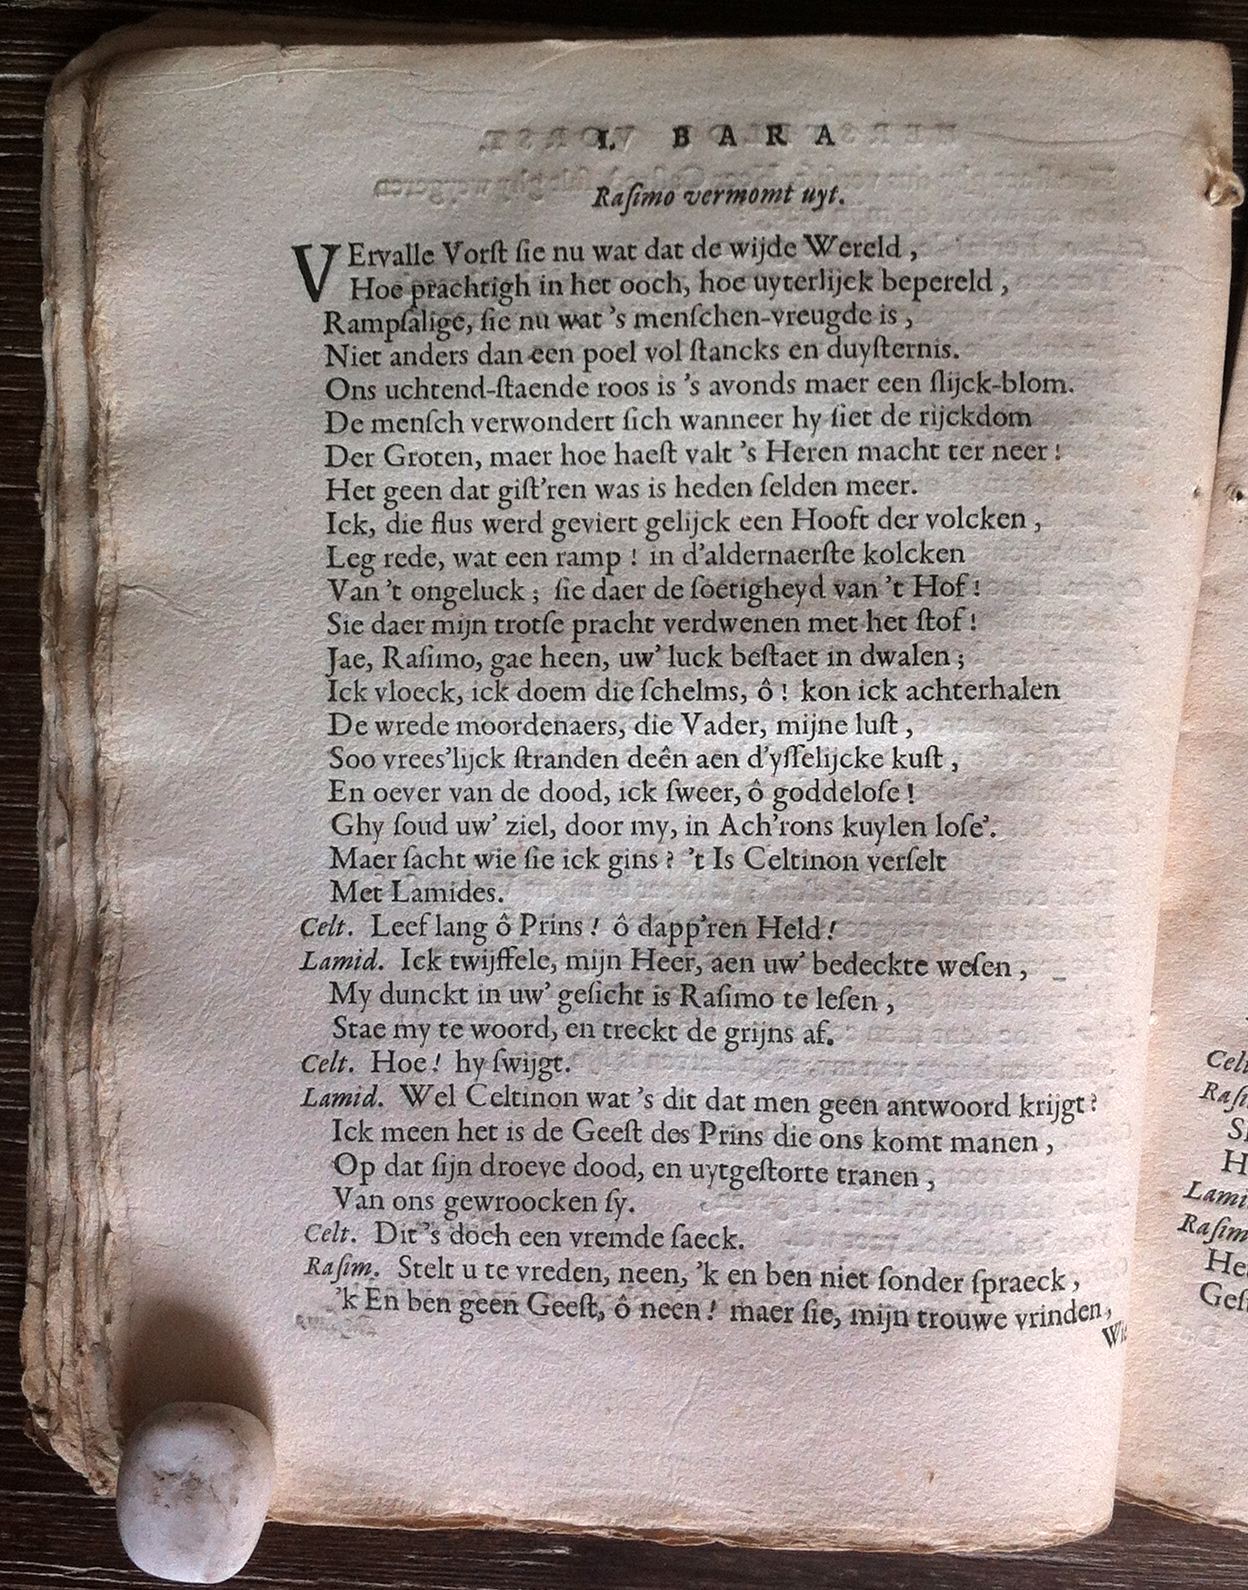 I. BARA
Raſimo vermomt uyt.
VErvalle Vorſt ſie nu wat dat de wijde Wereld,
Hoe prachtigh in het ooch, hoe uyterlijck bepereld,
Rampſalige, ſie nu wat 's menſchen-vreugde is,
Niet anders dan een poel vol ſtancks en duyſternis.
Ons uchtend-ſtaende roos is 's avonds maer een ſlijck-blom.
De menſch verwondert ſich wanneer hy ſiet de rijckdom
Der Groten, maer hoe haeſt valt 's Heren macht ter neer!
Het geen dat giſt'ren was is heden ſelden meer.
Ick, die flus werd geviert gelijck een Hooft der volcken,
Leg rede, wat een ramp! in d'aldernaerſte kolcken
Van 't ongeluck; ſie daer de ſoetigheyd van 't Hof!
Sie daer mijn trotſe pracht verdwenen met het ſtof!
Jae, Raſimo, gae heen, uw' luck beſtaet in dwalen;
Ick vloeck, ick doem die ſchelms, ô! kon ick achterhalen
De wrede moordenaers, die Vader, mijne luſt,
Soo vrees'lijck ſtranden deên aen d'yſſelijcke kuſt,
En oever van de dood, ick ſweer, ô goddeloſe!
Ghy ſoud uw' ziel, door my, in Ach'rons kuylen loſe'.
Maer ſacht wie ſie ick gins? 't Is Celtinon verſelt
Met Lamides.
Celt. Leef lang ô Prins! ô dapp'ren Held!
Lamid. Ick twijffele, mijn Heer, aen uw' bedeckte weſen,
My dunckt in uw' geſicht is Raſimo te leſen,
Stae my te woord, en treckt de grijns af.
Celt. Hoe! hy ſwijgt.
Lamid. Wel Celtinon wat 's dit dat men geen antwoord krijgt?
Ick meen het is de Geeſt des Prins die ons komt manen,
Op dat ſijn droeve dood, en uytgeſtorte tranen,
Van ons gewroocken ſy.
Celt. Dit 's doch een vremde ſaeck.
Raſim. Stelt u te vreden, neen, 'k en ben niet ſonder ſpraeck,
'k En ben geen Geeſt, ô neen! maer ſie, mijn trouwe vrinden,
Celt
Raſi
Lami
Raſim